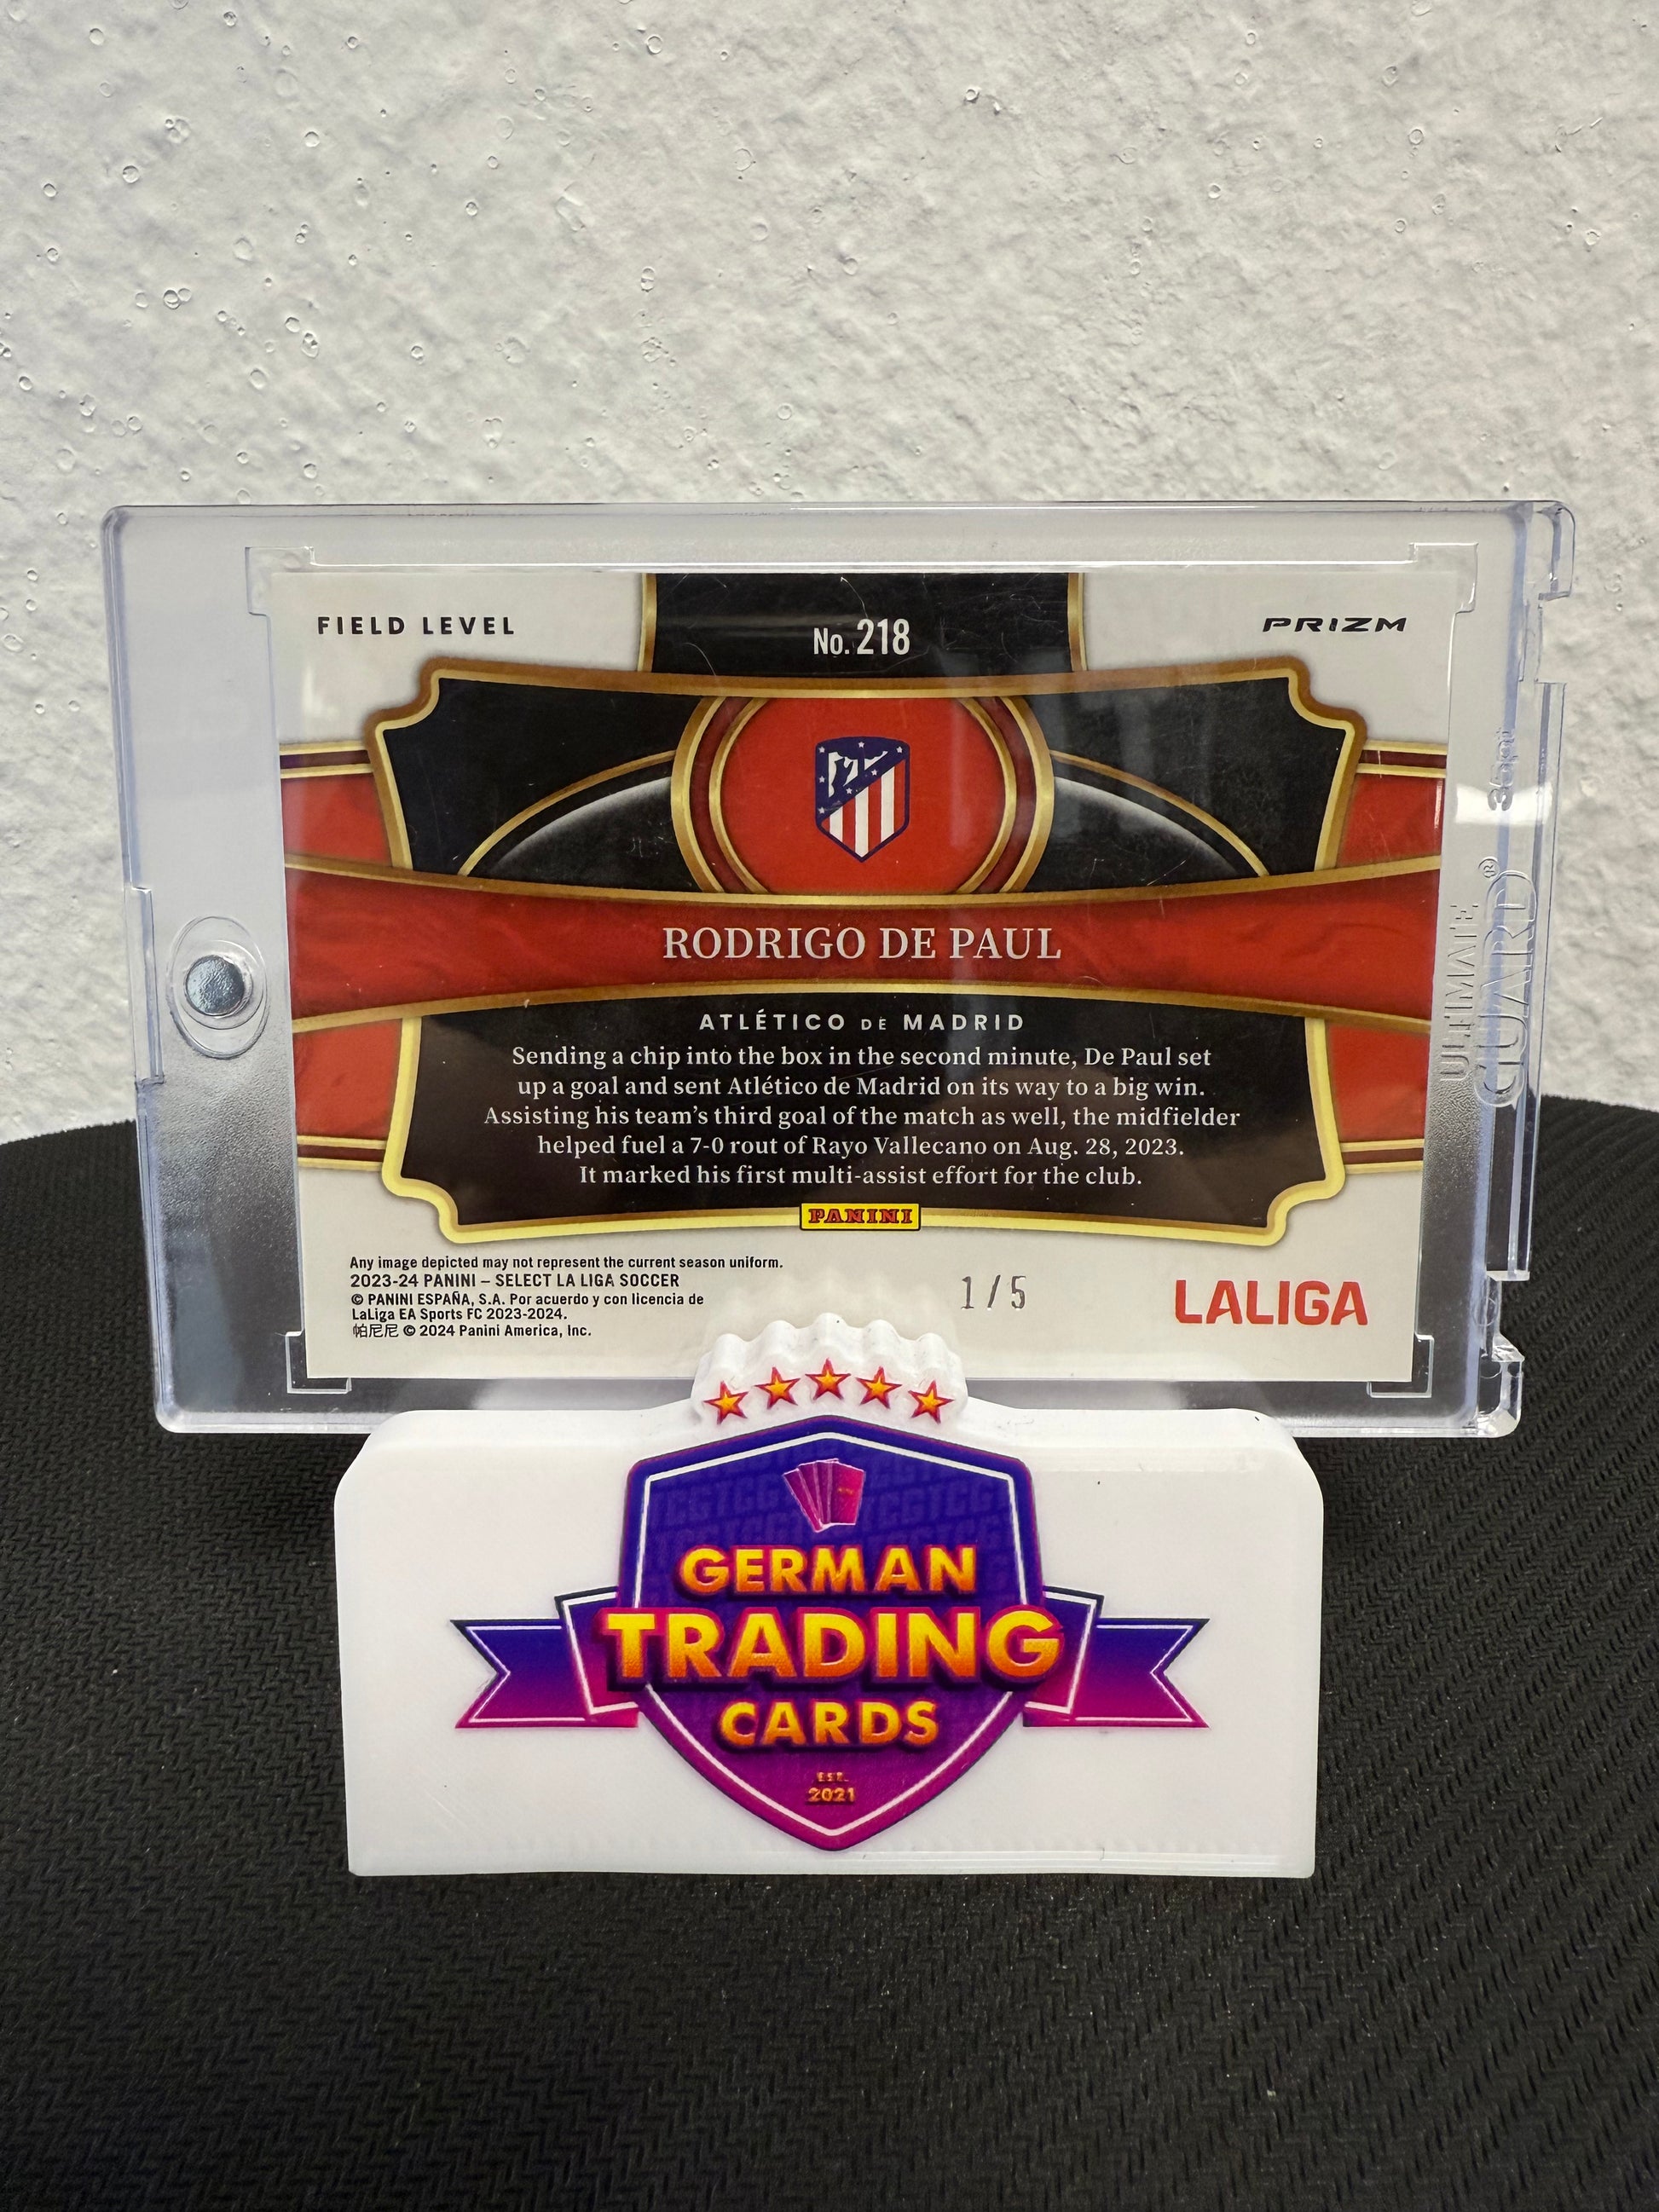 FIELD LEVEL
No. 218
PRIZM
RODRIGO DE PAUL
ATLÉTICO DE MADRID
Sending a chip into the box in the second minute, De Paul set
up a goal and sent Atlético de Madrid on its way to a big win.
Assisting his team's third goal of the match as well, the midfielder
helped fuel a 7-0 rout of Rayo Vallecano on Aug. 28, 2023.
It marked his first multi-assist effort for the club.
PANINI
Any image depicted may not represent the current season uniform.
2023-24 PANINI – SELECT LA LIGA SOCCER
© PANINI ESPAÑA, S.A. Por acuerdo y con licencia de
LaLiga EA Sports FC 2023-2024.
帕尼尼 © 2024 Panini America, Inc.
1/5
LALIGA
35pt
ULTIMATE
GUARD®
GERMAN
TRADING
CARDS
EST.
2021